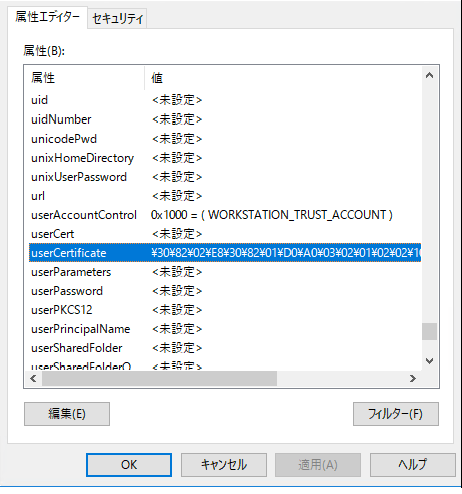 属性エディター セキュリティ
属性(B):
属性 値
uid <未設定>
uidNumber <未設定>
unicodePwd <未設定>
unixHomeDirectory <未設定>
unixUserPassword <未設定>
url <未設定>
userAccountControl 0x1000 = ( WORKSTATION_TRUST_ACCOUNT )
userCert <未設定>
userCertificate ¥30¥82¥02¥E8¥30¥82¥01¥D0¥A0¥03¥02¥01¥02¥02¥10
userParameters <未設定>
userPassword <未設定>
userPKCS12 <未設定>
userPrincipalName <未設定>
userSharedFolder <未設定>
userSharedFolderO <未設定>
編集(E) フィルター(F)
OK キャンセル 適用(A) ヘルプ